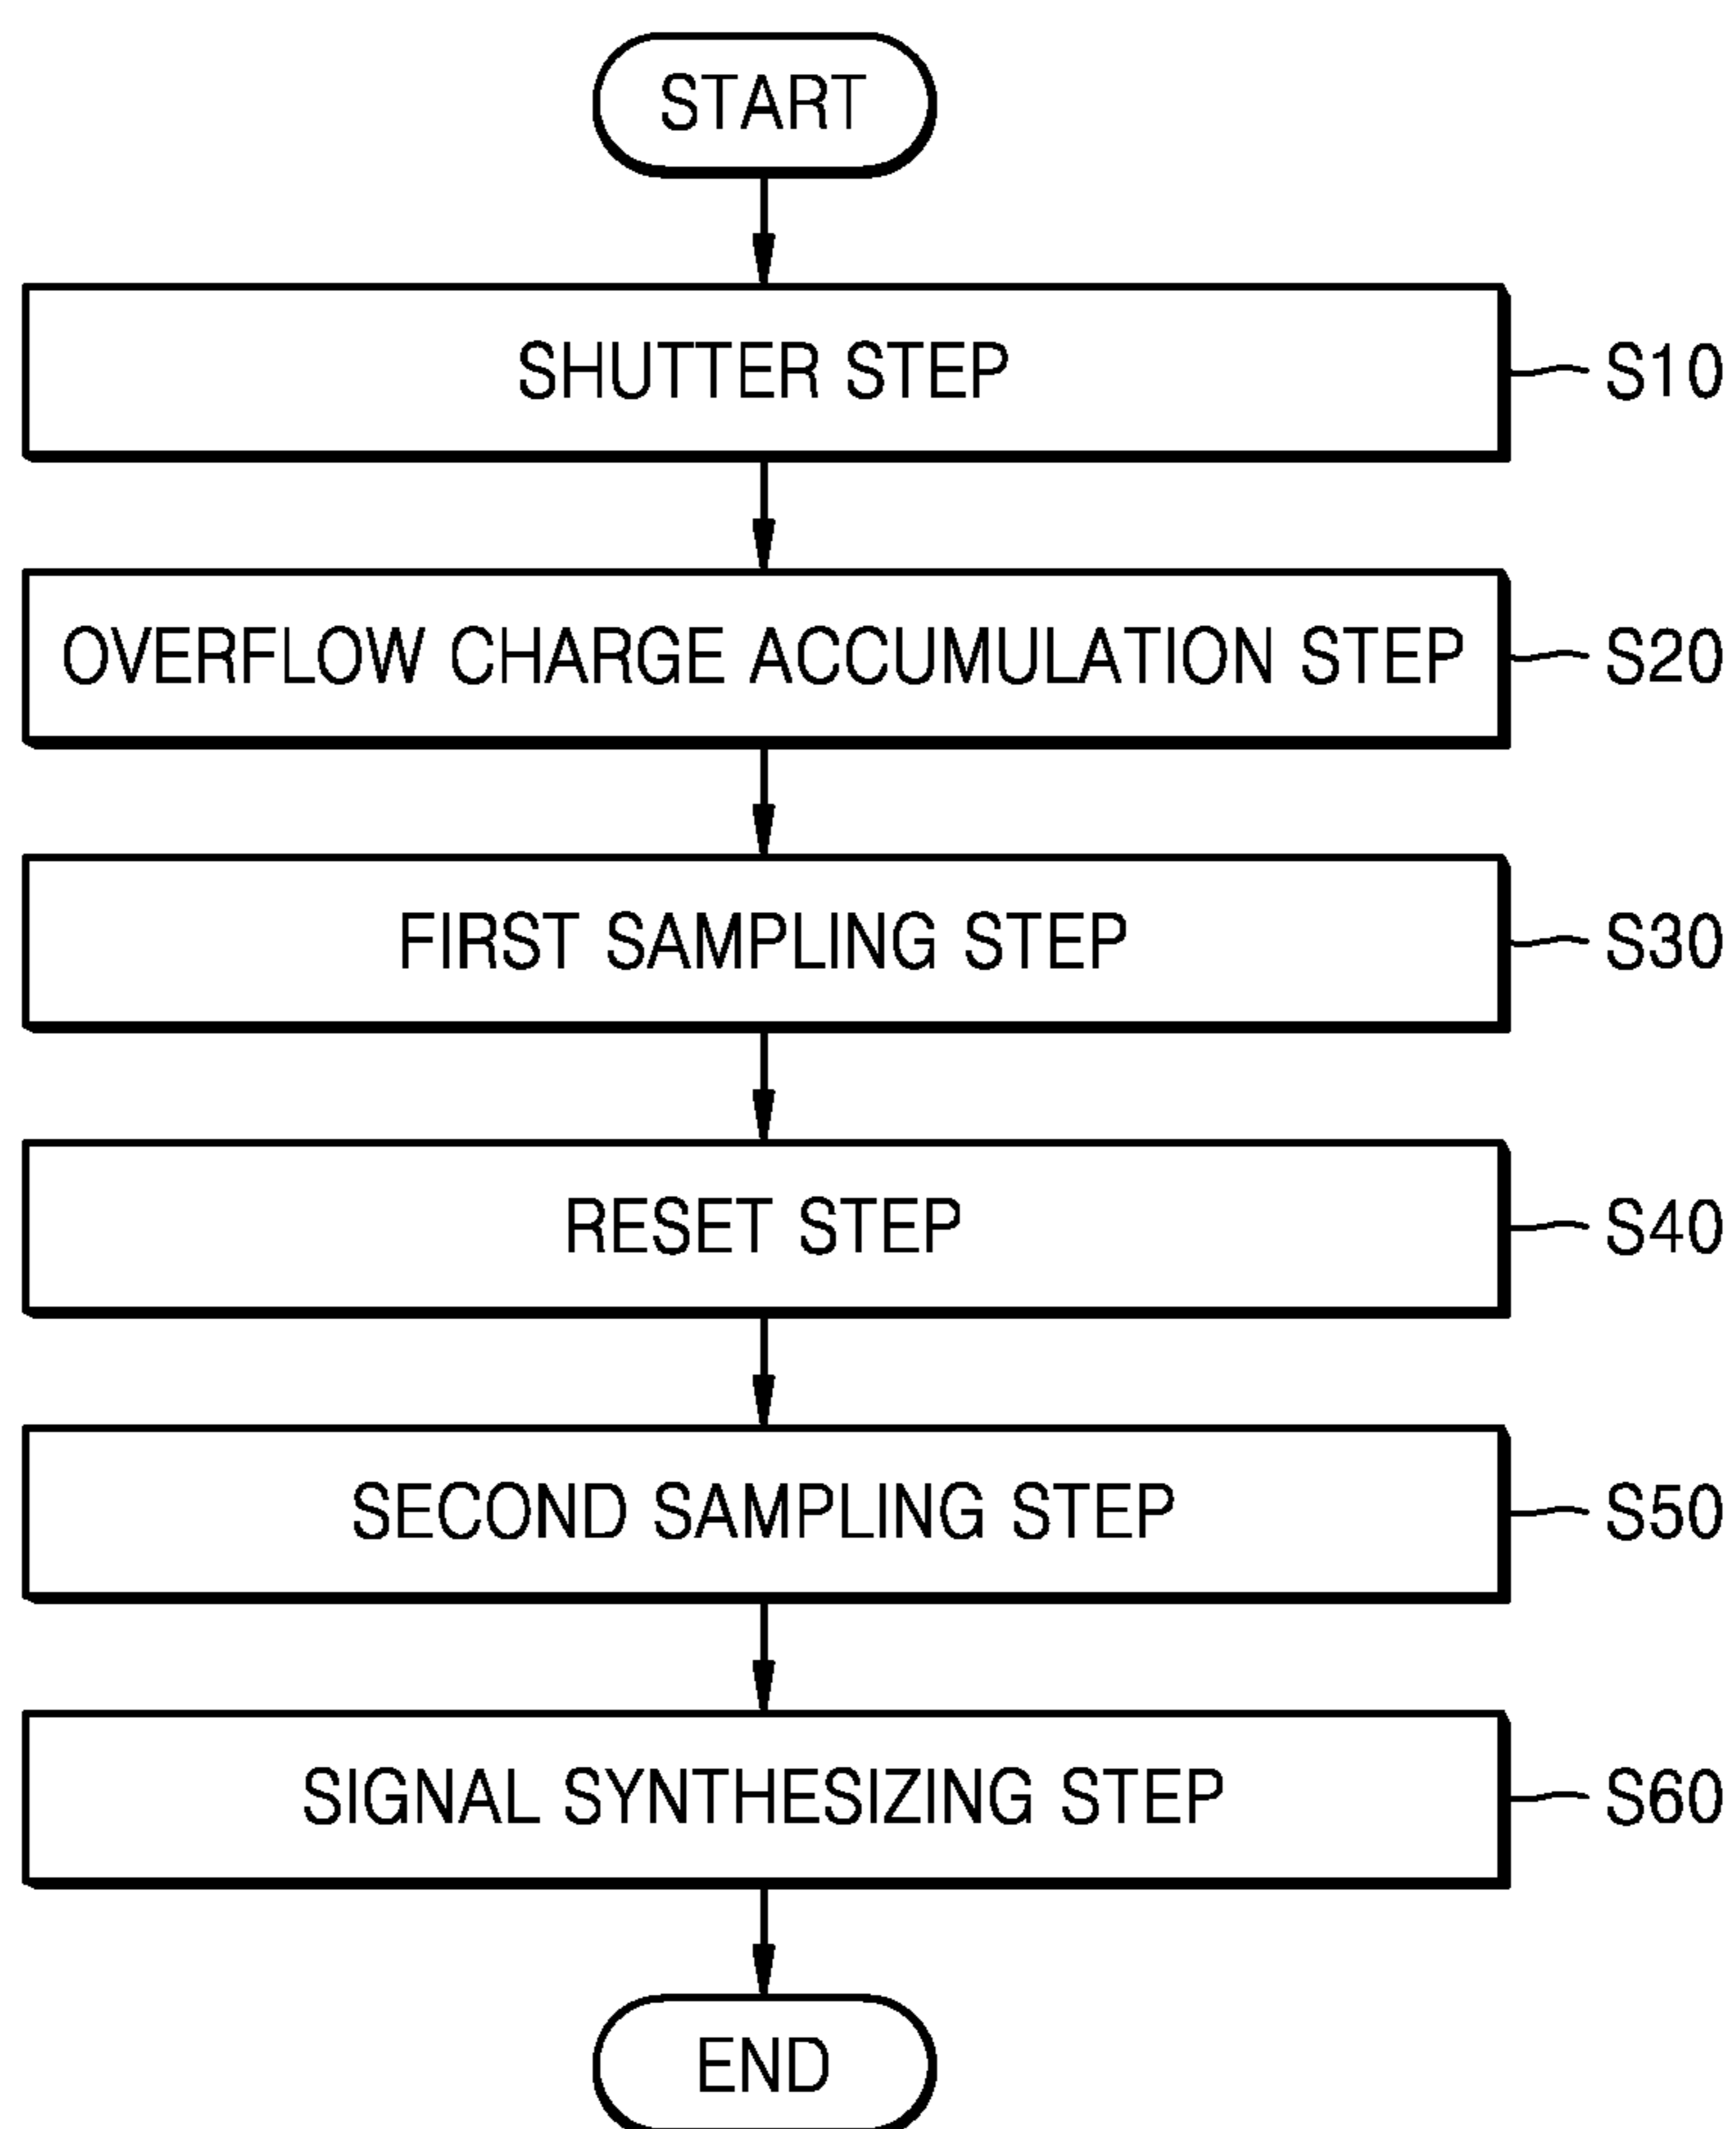 START
SHUTTER STEP S10
OVERFLOW CHARGE ACCUMULATION STEP S20
FIRST SAMPLING STEP S30
RESET STEP S40
SECOND SAMPLING STEP S50
SIGNAL SYNTHESIZING STEP S60
END